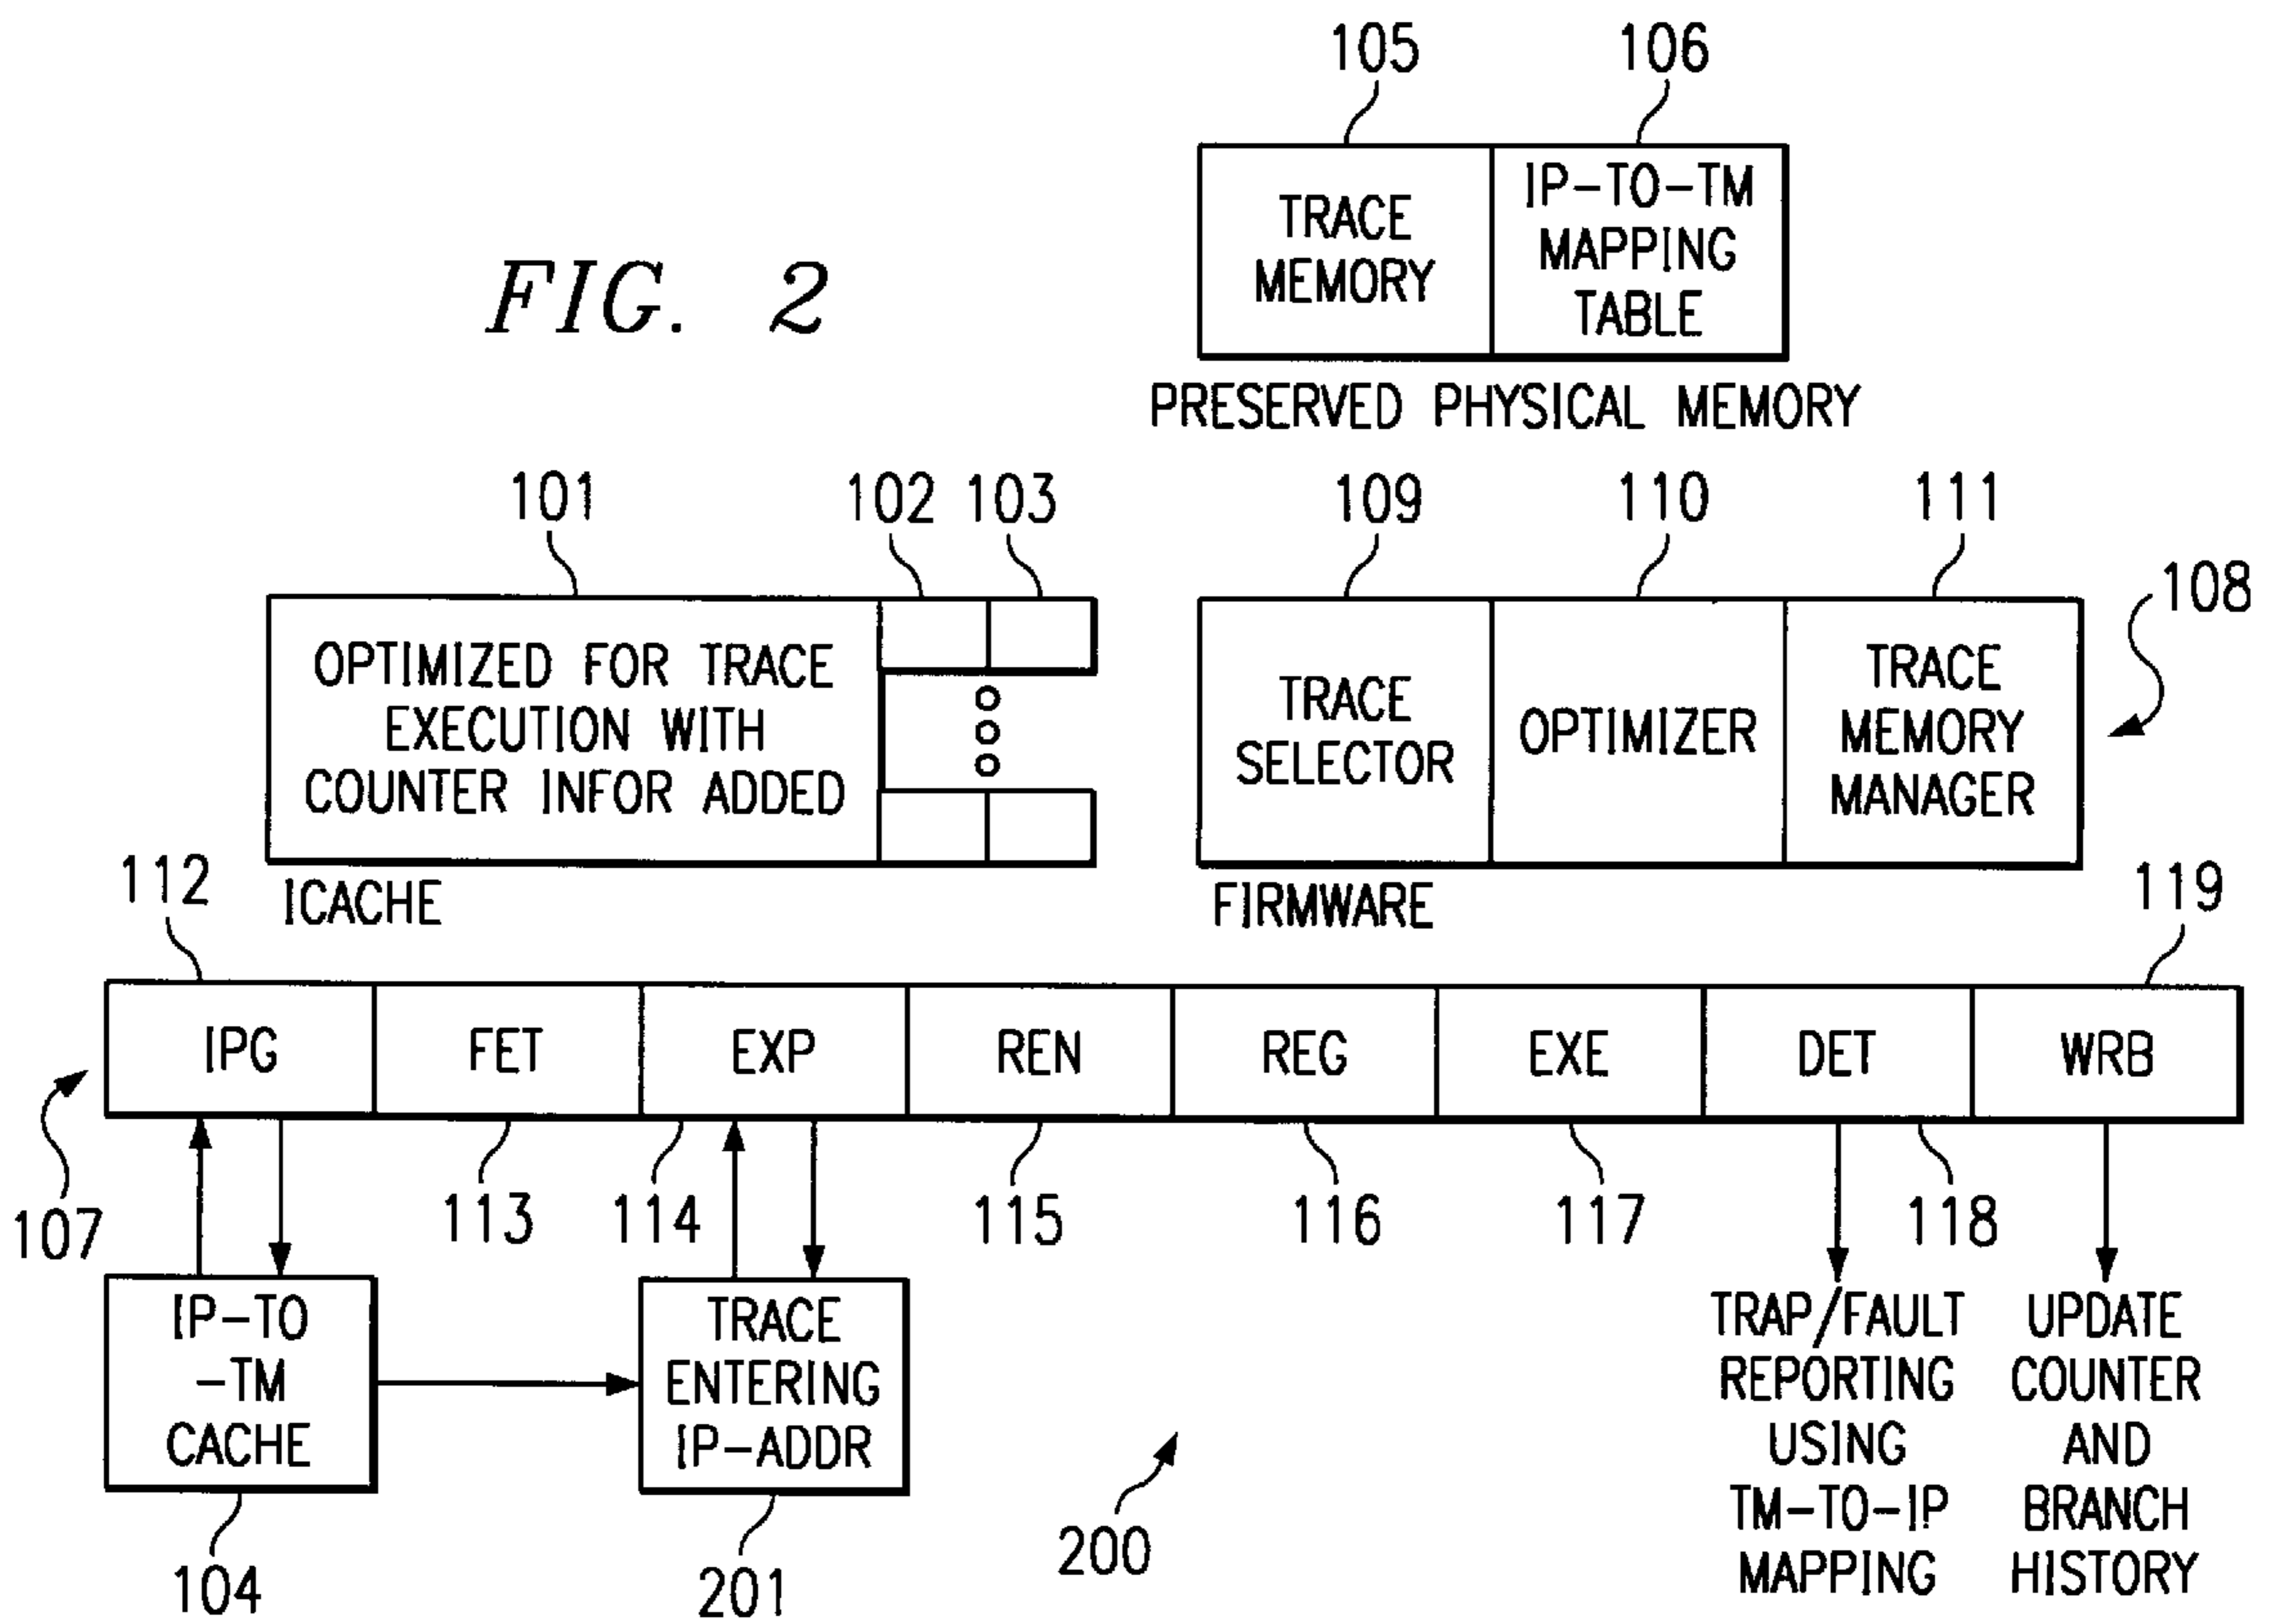 105 106
TRACE
MEMORY
IP-TO-TM
MAPPING
TABLE
FIG. 2
PRESERVED PHYSICAL MEMORY
101 102 103 109 110 111
108
OPTIMIZED FOR TRACE
EXECUTION WITH
COUNTER INFOR ADDED
TRACE
SELECTOR
OPTIMIZER
TRACE
MEMORY
MANAGER
112
ICACHE
FIRMWARE
119
IPG FET EXP REN REG EXE DET WRB
107
113 114 115 116 117 118
IP-TO
-TM
CACHE
TRACE
ENTERING
IP-ADDR
TRAP/FAULT
REPORTING
USING
TM-TO-IP
MAPPING
UPDATE
COUNTER
AND
BRANCH
HISTORY
104
201
200